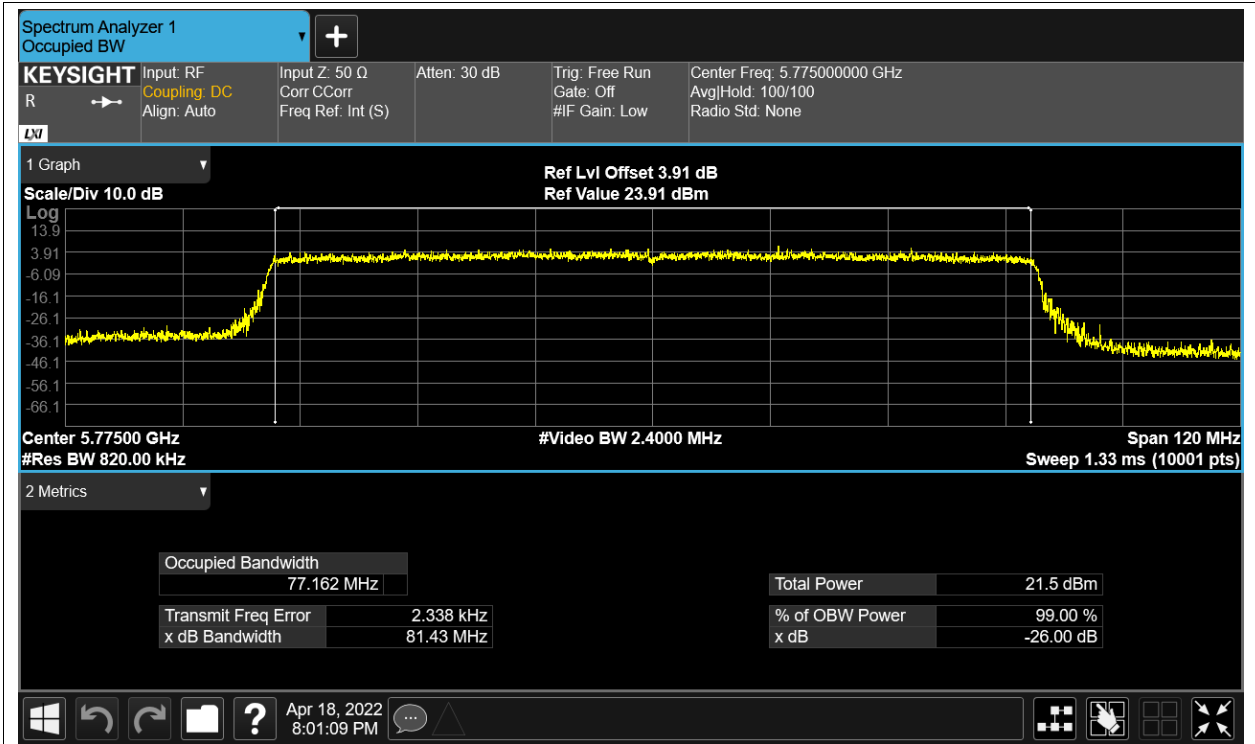 Spectrum Analyzer 1
Occupied BW
KEYSIGHT
R
LXI
Input: RF
Coupling: DC
Align: Auto
Input Z: 50 Ω
Corr CCorr
Freq Ref: Int (S)
Atten: 30 dB
Trig: Free Run
Gate: Off
#IF Gain: Low
Center Freq: 5.775000000 GHz
Avg|Hold: 100/100
Radio Std: None
1 Graph
Scale/Div 10.0 dB
Ref Lvl Offset 3.91 dB
Ref Value 23.91 dBm
Log
13.9
3.91
-6.09
-16.1
-26.1
-36.1
-46.1
-56.1
-66.1
Center 5.77500 GHz
#Video BW 2.4000 MHz
Span 120 MHz
#Res BW 820.00 kHz
Sweep 1.33 ms (10001 pts)
2 Metrics
Occupied Bandwidth
77.162 MHz
Total Power 21.5 dBm
Transmit Freq Error 2.338 kHz
% of OBW Power 99.00 %
x dB Bandwidth 81.43 MHz
x dB -26.00 dB
?
Apr 18, 2022
8:01:09 PM